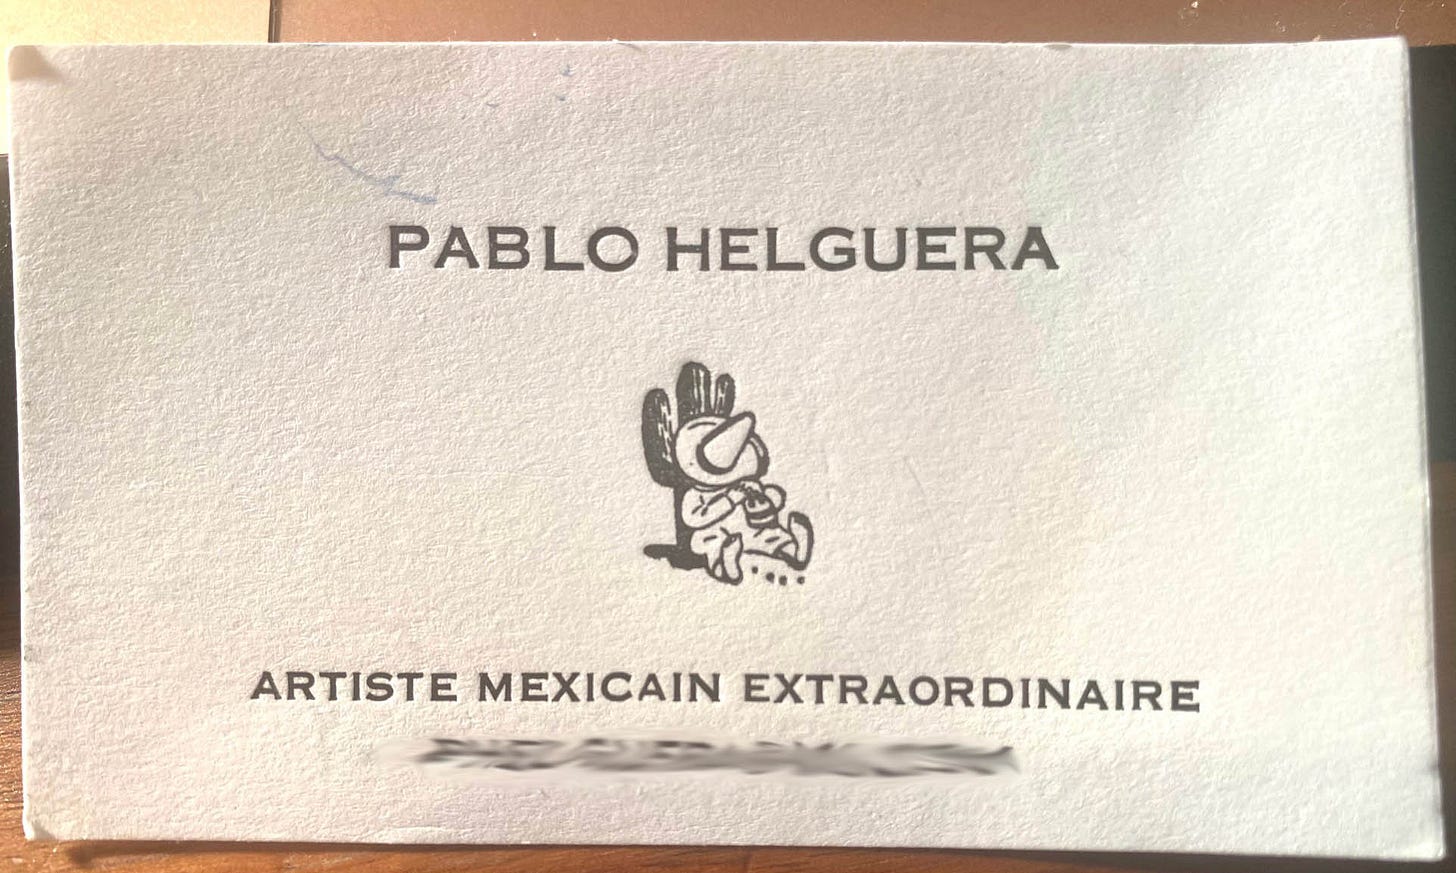 PABLO HELGUERA
ARTISTE MEXICAIN EXTRAORDINAIRE